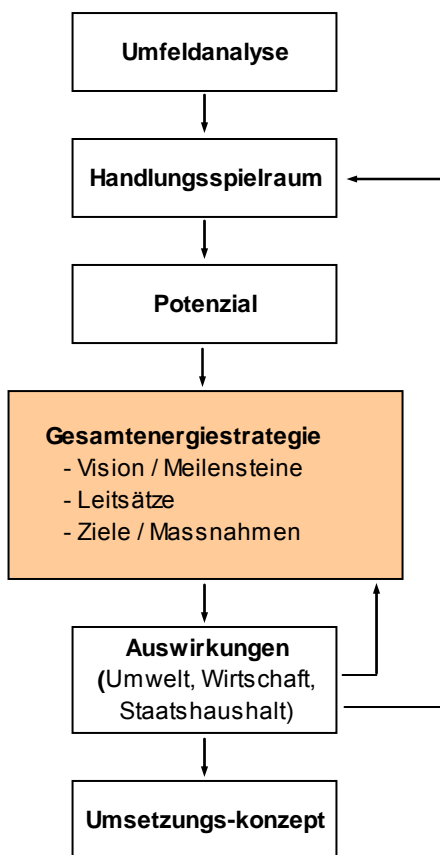 Umfeldanalyse
Handlungsspielraum
Potenzial
Gesamtenergiestrategie
- Vision / Meilensteine
- Leitsätze
- Ziele / Massnahmen
Auswirkungen
(Umwelt, Wirtschaft,
Staatshaushalt)
Umsetzungs-konzept